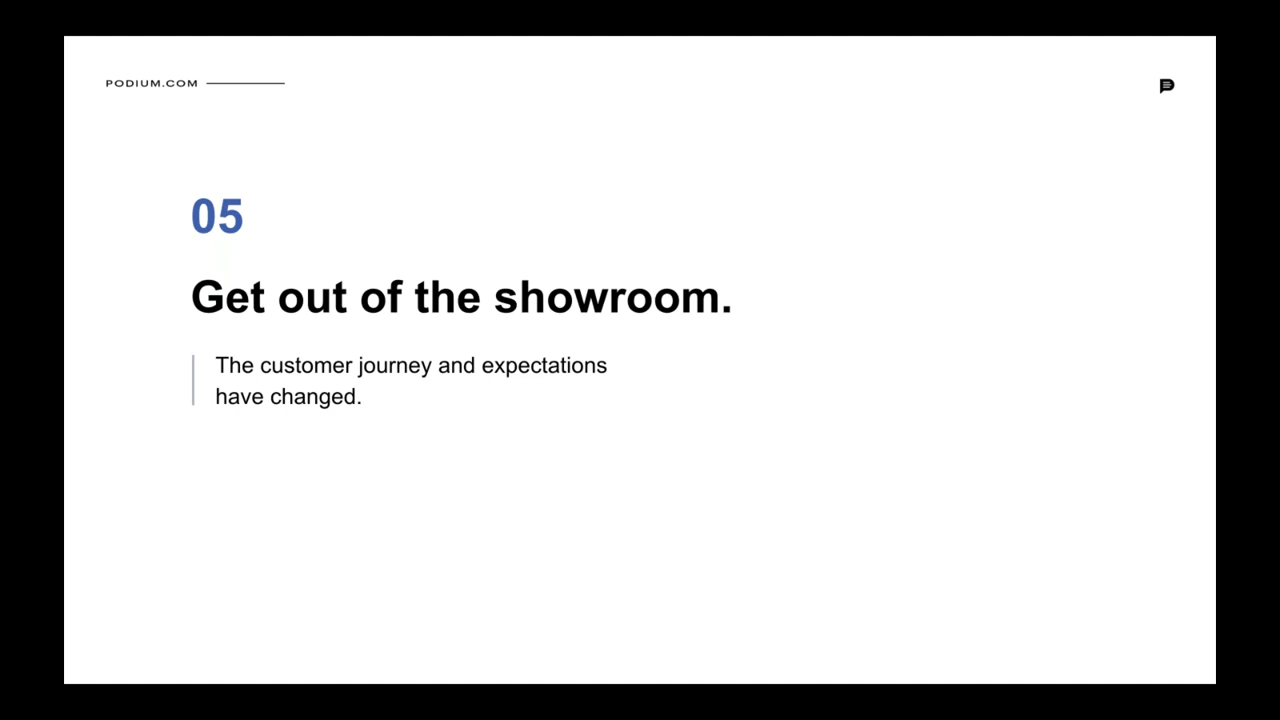 PODIUM.COM
05
Get out of the showroom.
The customer journey and expectations
have changed.